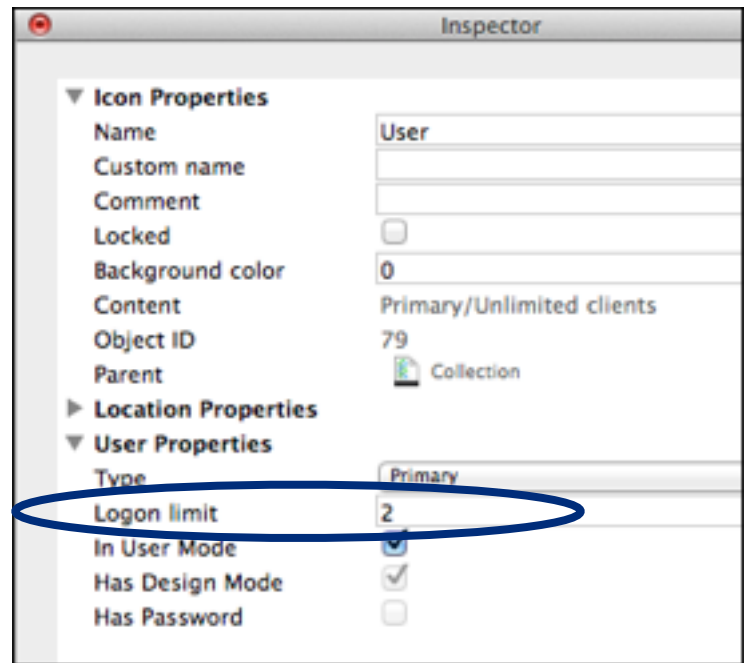 Inspector
Icon Properties
Name User
Custom name
Comment
Locked
Background color 0
Content Primary/Unlimited clients
Object ID 79
Parent Collection
Location Properties
User Properties
Type Primary
Logon limit 2
In User Mode
Has Design Mode
Has Password